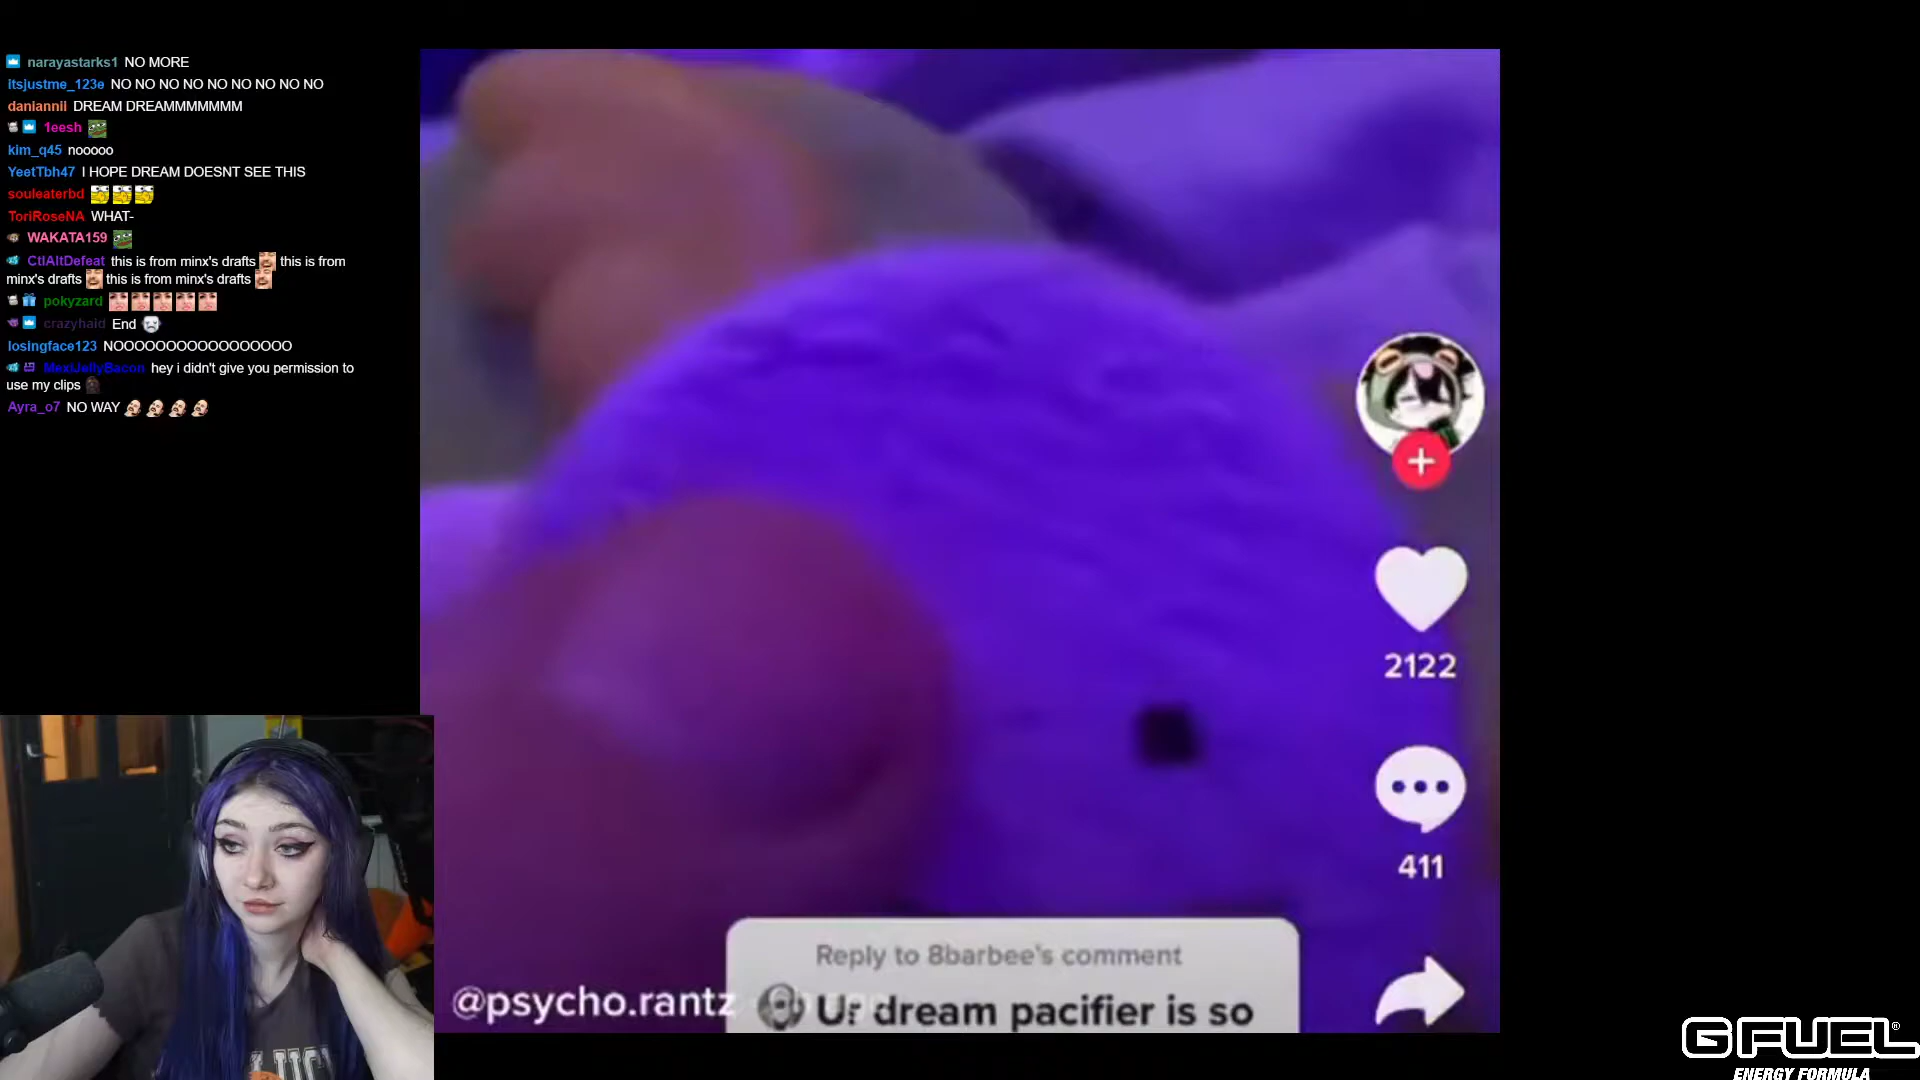 narayastarks1 NO MORE
itsjustme_123e NO NO NO NO NO NO NO NO NO
daniannii DREAM DREAMMMMMMM
1eesh
kim_q45 nooooo
YeetTbh47 I HOPE DREAM DOESNT SEE THIS
souleaterbd
ToriRoseNA WHAT-
WAKATA159
CtlAltDefeat this is from minx's drafts this is from
minx's drafts this is from minx's drafts
pokyzard
crazyhaid End
losingface123 NOOOOOOOOOOOOOOOOO
MexiJellyBacon hey i didn't give you permission to
use my clips
Ayra_o7 NO WAY
2122
411
Reply to 8barbee's comment
Ur dream pacifier is so
@psycho.rantz
G FUEL®
ENERGY FORMULA